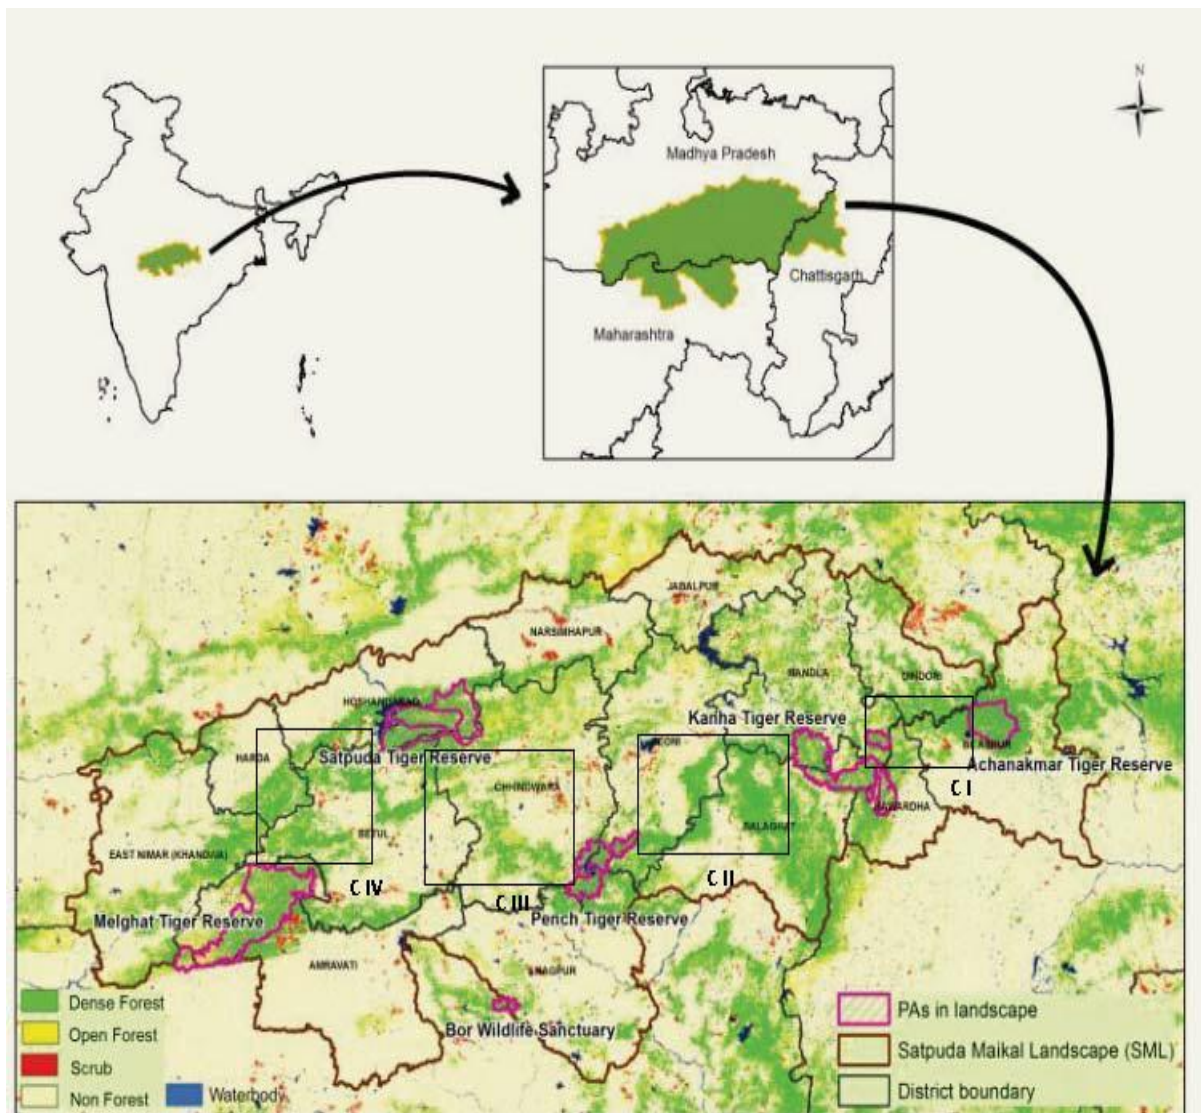 N
Madhya Pradesh
Chattisgarh
Maharashtra
JABALPUR
NARSIMHAPUR
MANDLA
DINDORI
HOSHANGABAD
Kanha Tiger Reserve
SEONI
Satpuda Tiger Reserve
HARDA
BILASPUR
Achanakmar Tiger Reserve
CHHINDWARA
C I
KAWARDHA
BETUL
BALAGHAT
EAST NIMAR (KHANDWA)
C IV
C II
C III
Melghat Tiger Reserve
Pench Tiger Reserve
AMRAVATI
NAGPUR
Bor Wildlife Sanctuary
Dense Forest
Open Forest
Scrub
Non Forest
Waterbody
PAs in landscape
Satpuda Maikal Landscape (SML)
District boundary